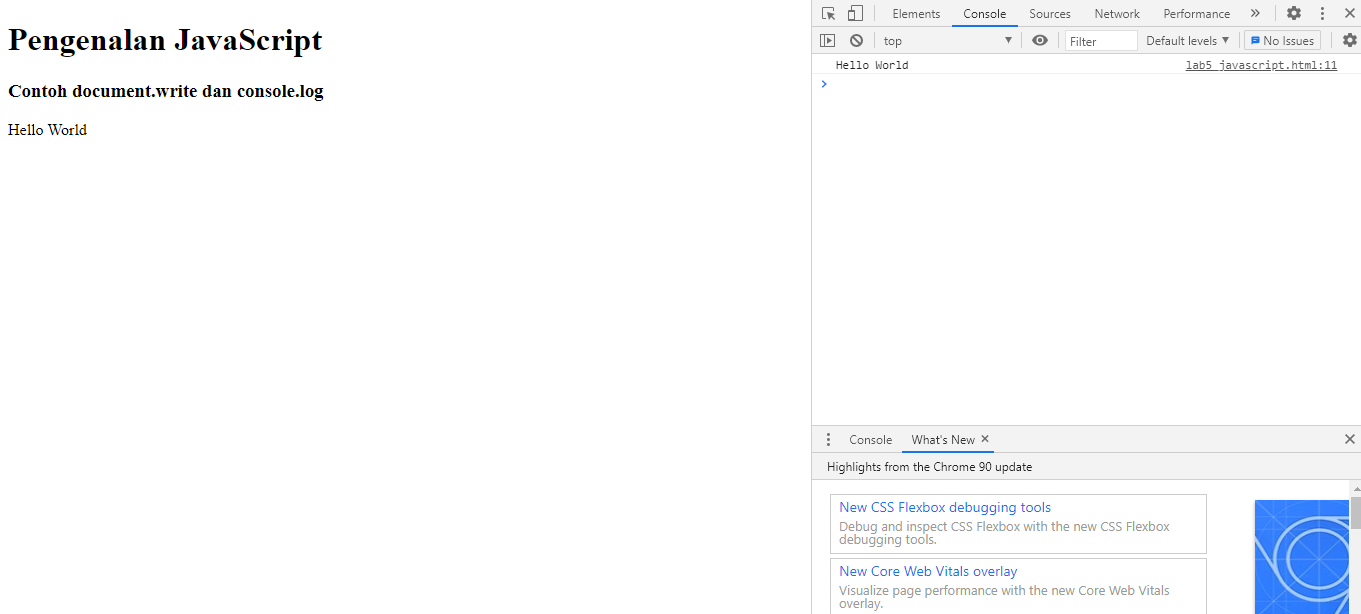 Pengenalan JavaScript
Contoh document.write dan console.log
Hello World
Elements Console Sources Network Performance
top Filter Default levels No Issues
Hello World lab5_javascript.html:11
Console What's New
Highlights from the Chrome 90 update
New CSS Flexbox debugging tools
Debug and inspect CSS Flexbox with the new CSS Flexbox
debugging tools.
New Core Web Vitals overlay
Visualize page performance with the new Core Web Vitals
overlay.